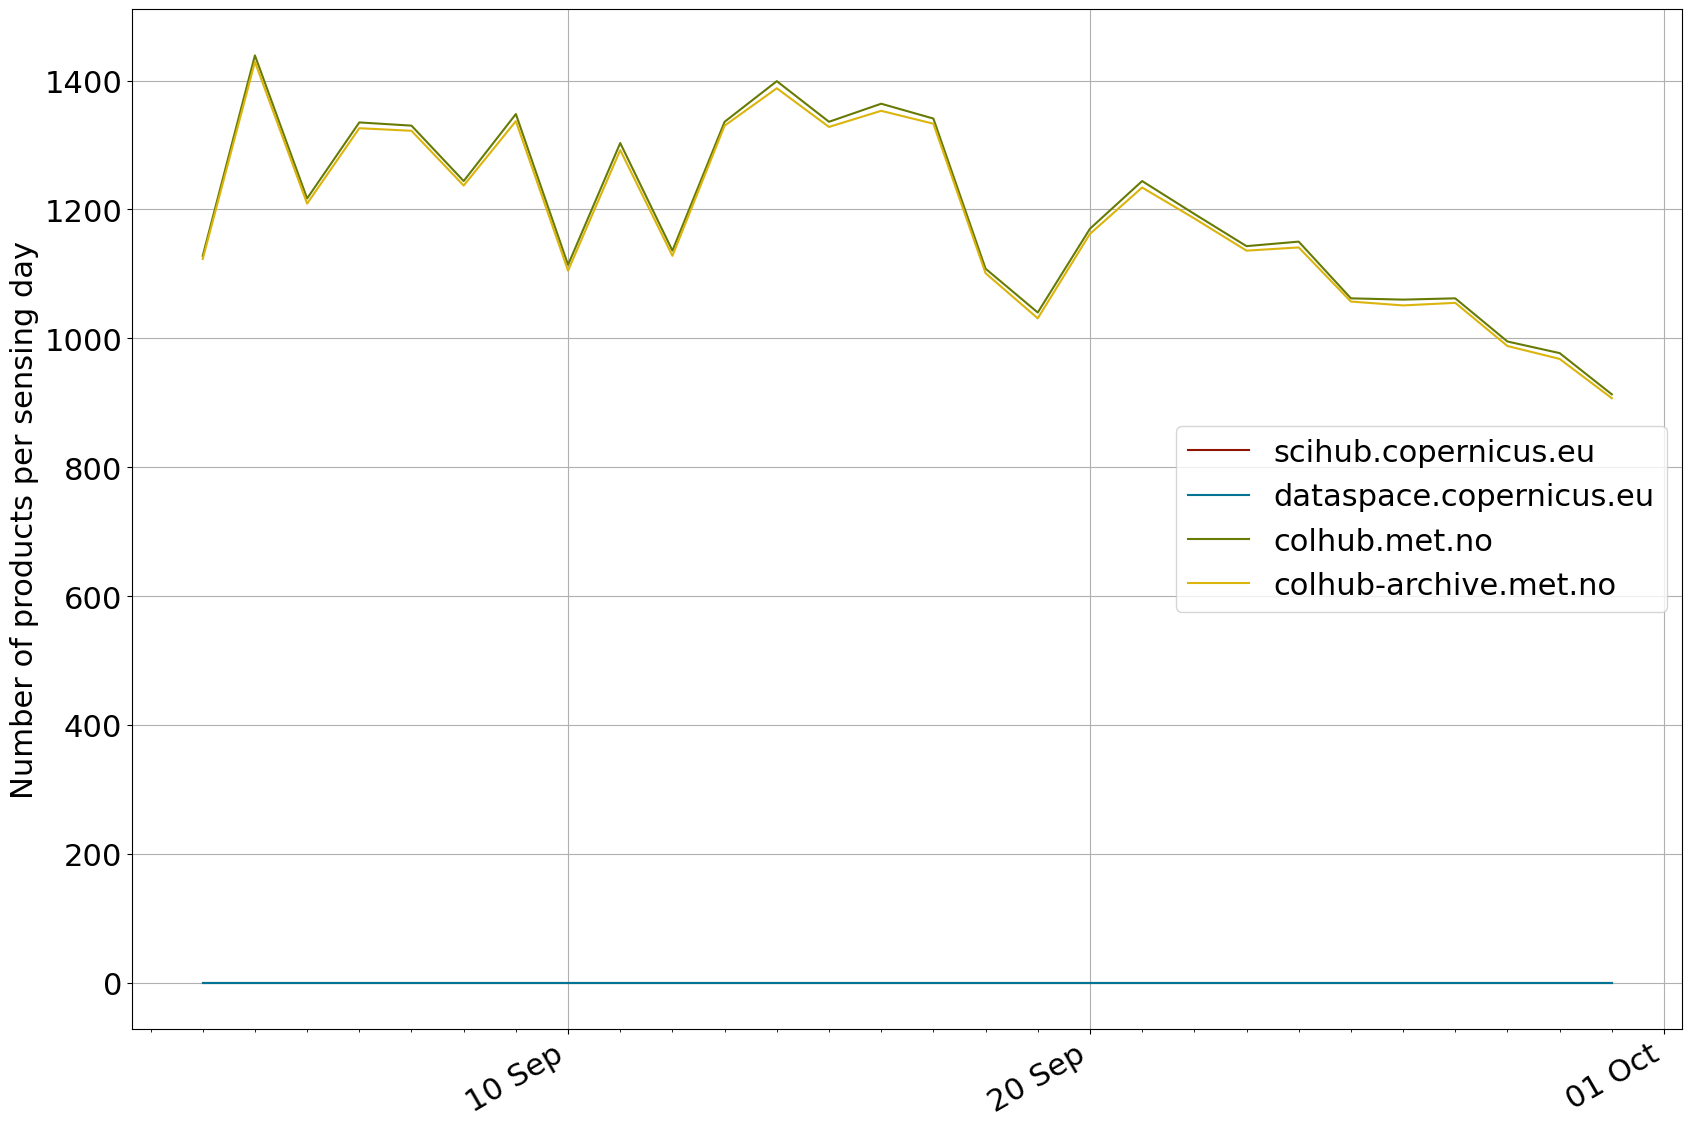 Number of products per sensing day
1400
1200
1000
800
600
400
200
0
scihub.copernicus.eu
dataspace.copernicus.eu
colhub.met.no
colhub-archive.met.no
10 Sep
20 Sep
01 Oct